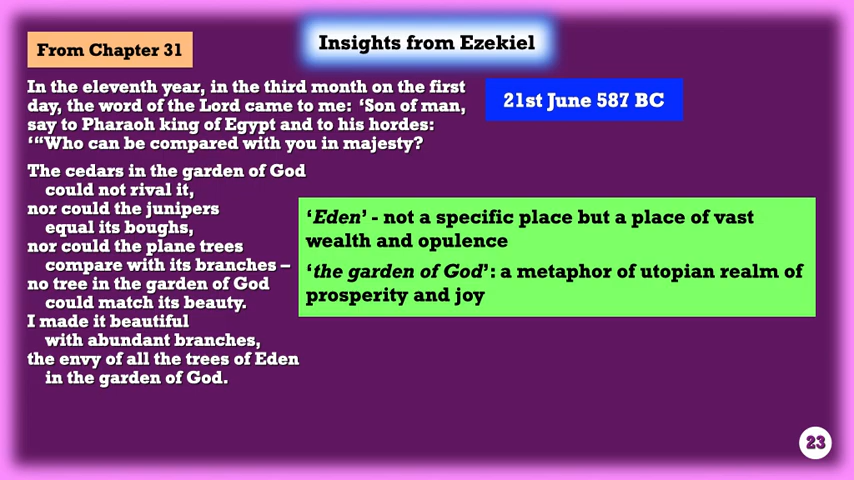 Insights from Ezekiel
From Chapter 31
In the eleventh year, in the third month on the first
day, the word of the Lord came to me: ‘Son of man,
say to Pharaoh king of Egypt and to his hordes:
‘“Who can be compared with you in majesty?
21st June 587 BC
The cedars in the garden of God
could not rival it,
nor could the junipers
equal its boughs,
nor could the plane trees
compare with its branches –
no tree in the garden of God
could match its beauty.
I made it beautiful
with abundant branches,
the envy of all the trees of Eden
in the garden of God.
‘Eden’ - not a specific place but a place of vast
wealth and opulence
‘the garden of God’: a metaphor of utopian realm of
prosperity and joy
23